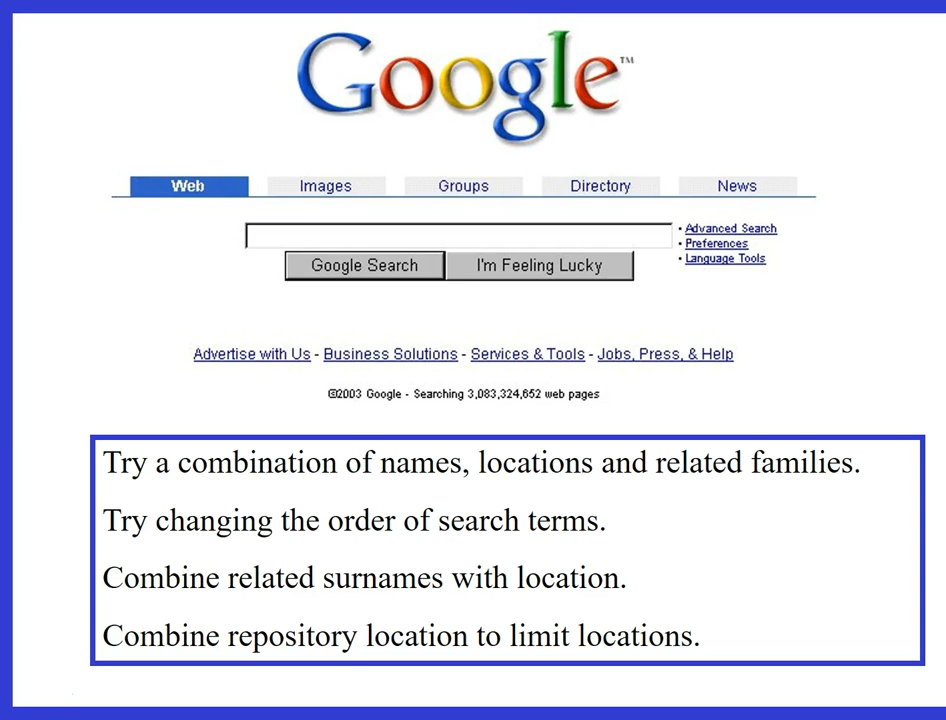 Google™
Web Images Groups Directory News
• Advanced Search
• Preferences
• Language Tools
Google Search I'm Feeling Lucky
Advertise with Us - Business Solutions - Services & Tools - Jobs, Press, & Help
©2003 Google - Searching 3,083,324,652 web pages
Try a combination of names, locations and related families.
Try changing the order of search terms.
Combine related surnames with location.
Combine repository location to limit locations.